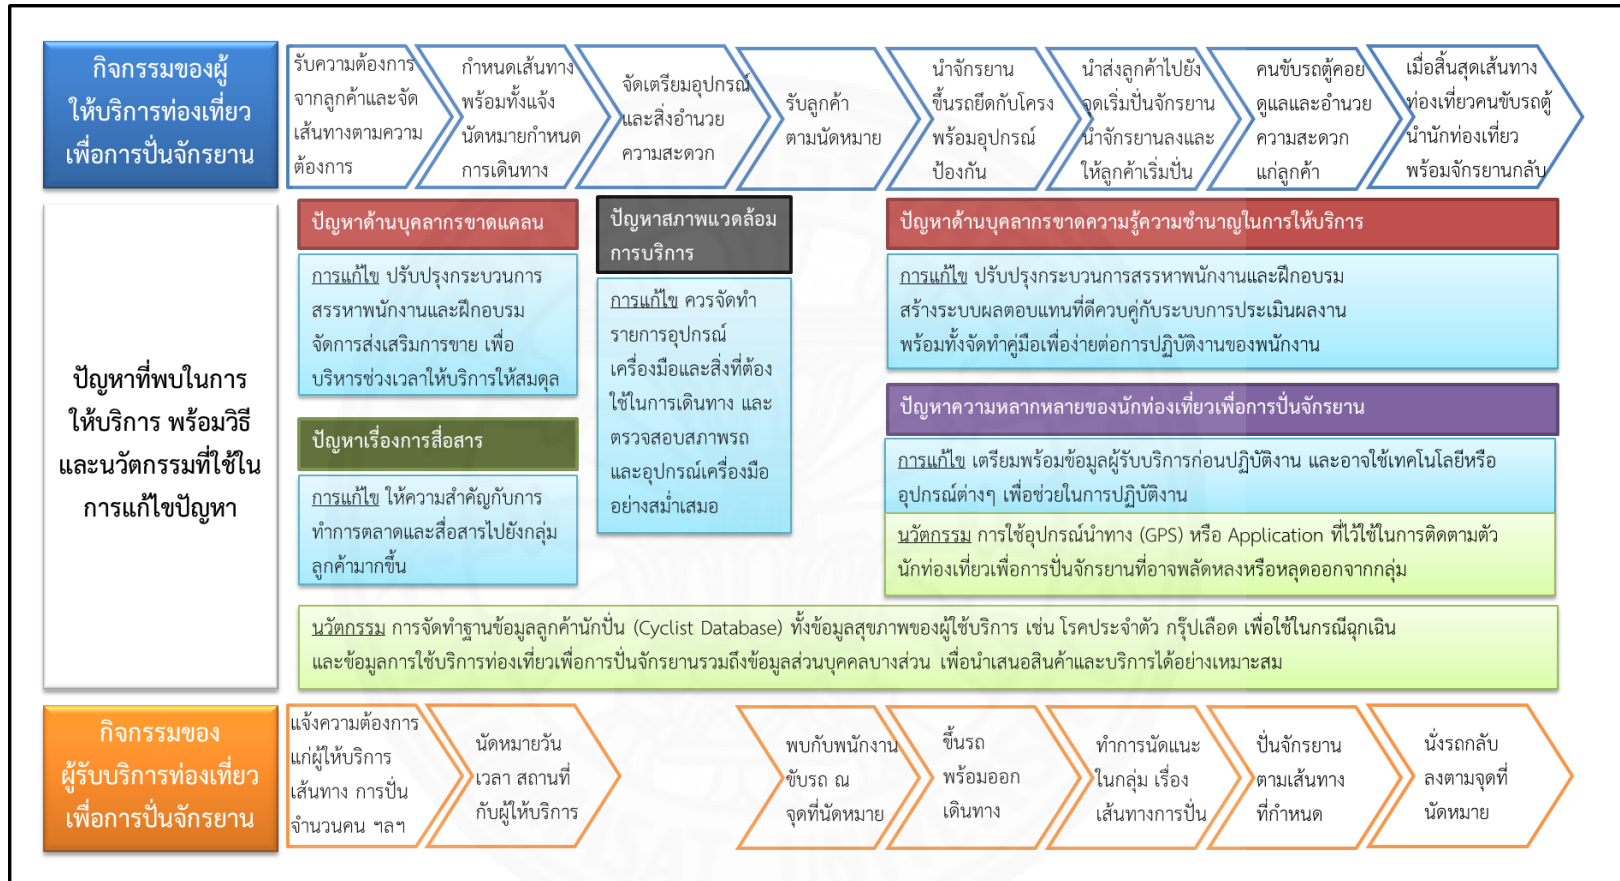 กิจกรรมของผู้
ให้บริการท่องเที่ยว
เพื่อการปั่นจักรยาน
รับความต้องการ
จากลูกค้าและจัด
เส้นทางตามความ
ต้องการ
กำหนดเส้นทาง
พร้อมทั้งแจ้ง
นัดหมายกำหนด
การเดินทาง
จัดเตรียมอุปกรณ์
และสิ่งอำนวย
ความสะดวก
รับลูกค้า
ตามนัดหมาย
นำจักรยาน
ขึ้นรถยึดกับโครง
พร้อมอุปกรณ์
ป้องกัน
นำส่งลูกค้าไปยัง
จุดเริ่มปั่นจักรยาน
นำจักรยานลงและ
ให้ลูกค้าเริ่มปั่น
คนขับรถตู้คอย
ดูแลและอำนวย
ความสะดวก
แก่ลูกค้า
เมื่อสิ้นสุดเส้นทาง
ท่องเที่ยวคนขับรถตู้
นำนักท่องเที่ยว
พร้อมจักรยานกลับ
ปัญหาที่พบในการ
ให้บริการ พร้อมวิธี
และนวัตกรรมที่ใช้ใน
การแก้ไขปัญหา
ปัญหาด้านบุคลากรขาดแคลน
การแก้ไข ปรับปรุงกระบวนการ
สรรหาพนักงานและฝึกอบรม
จัดการส่งเสริมการขาย เพื่อ
บริหารช่วงเวลาให้บริการให้สมดุล
ปัญหาเรื่องการสื่อสาร
การแก้ไข ให้ความสำคัญกับการ
ทำการตลาดและสื่อสารไปยังกลุ่ม
ลูกค้ามากขึ้น
ปัญหาสภาพแวดล้อม
การบริการ
การแก้ไข ควรจัดทำ
รายการอุปกรณ์
เครื่องมือและสิ่งที่ต้อง
ใช้ในการเดินทาง และ
ตรวจสอบสภาพรถ
และอุปกรณ์เครื่องมือ
อย่างสม่ำเสมอ
ปัญหาด้านบุคลากรขาดความรู้ความชำนาญในการให้บริการ
การแก้ไข ปรับปรุงกระบวนการสรรหาพนักงานและฝึกอบรม
สร้างระบบผลตอบแทนที่ดีควบคู่กับระบบการประเมินผลงาน
พร้อมทั้งจัดทำคู่มือเพื่อง่ายต่อการปฏิบัติงานของพนักงาน
ปัญหาความหลากหลายของนักท่องเที่ยวเพื่อการปั่นจักรยาน
การแก้ไข เตรียมพร้อมข้อมูลผู้รับบริการก่อนปฏิบัติงาน และอาจใช้เทคโนโลยีหรือ
อุปกรณ์ต่างๆ เพื่อช่วยในการปฏิบัติงาน
นวัตกรรม การใช้อุปกรณ์นำทาง (GPS) หรือ Application ที่ไว้ใช้ในการติดตามตัว
นักท่องเที่ยวเพื่อการปั่นจักรยานที่อาจพลัดหลงหรือหลุดออกจากกลุ่ม
นวัตกรรม การจัดทำฐานข้อมูลลูกค้านักปั่น (Cyclist Database) ทั้งข้อมูลสุขภาพของผู้ใช้บริการ เช่น โรคประจำตัว กรุ๊ปเลือด เพื่อใช้ในกรณีฉุกเฉิน
และข้อมูลการใช้บริการท่องเที่ยวเพื่อการปั่นจักรยานรวมถึงข้อมูลส่วนบุคคลบางส่วน เพื่อนำเสนอสินค้าและบริการได้อย่างเหมาะสม
กิจกรรมของ
ผู้รับบริการท่องเที่ยว
เพื่อการปั่นจักรยาน
แจ้งความต้องการ
แก่ผู้ให้บริการ
เส้นทาง การปั่น
จำนวนคน ฯลฯ
นัดหมายวัน
เวลา สถานที่
กับผู้ให้บริการ
พบกับพนักงาน
ขับรถ ณ
จุดที่นัดหมาย
ขึ้นรถ
พร้อมออก
เดินทาง
ทำการนัดแนะ
ในกลุ่ม เรื่อง
เส้นทางการปั่น
ปั่นจักรยาน
ตามเส้นทาง
ที่กำหนด
นั่งรถกลับ
ลงตามจุดที่
นัดหมาย